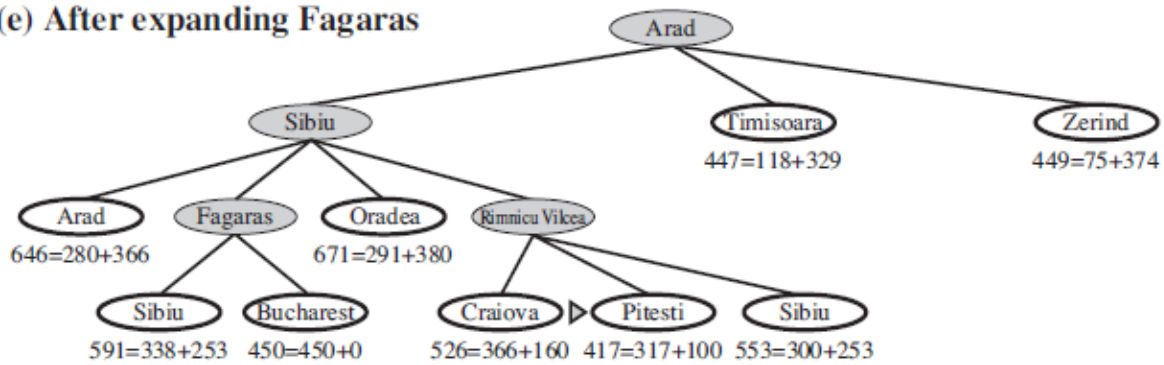 (e) After expanding Fagaras
Arad
Sibiu Timisoara Zerind
447=118+329 449=75+374
Arad Fagaras Oradea Rimnicu Vilcea
646=280+366 671=291+380
Sibiu Bucharest Craiova Pitesti Sibiu
591=338+253 450=450+0 526=366+160 417=317+100 553=300+253